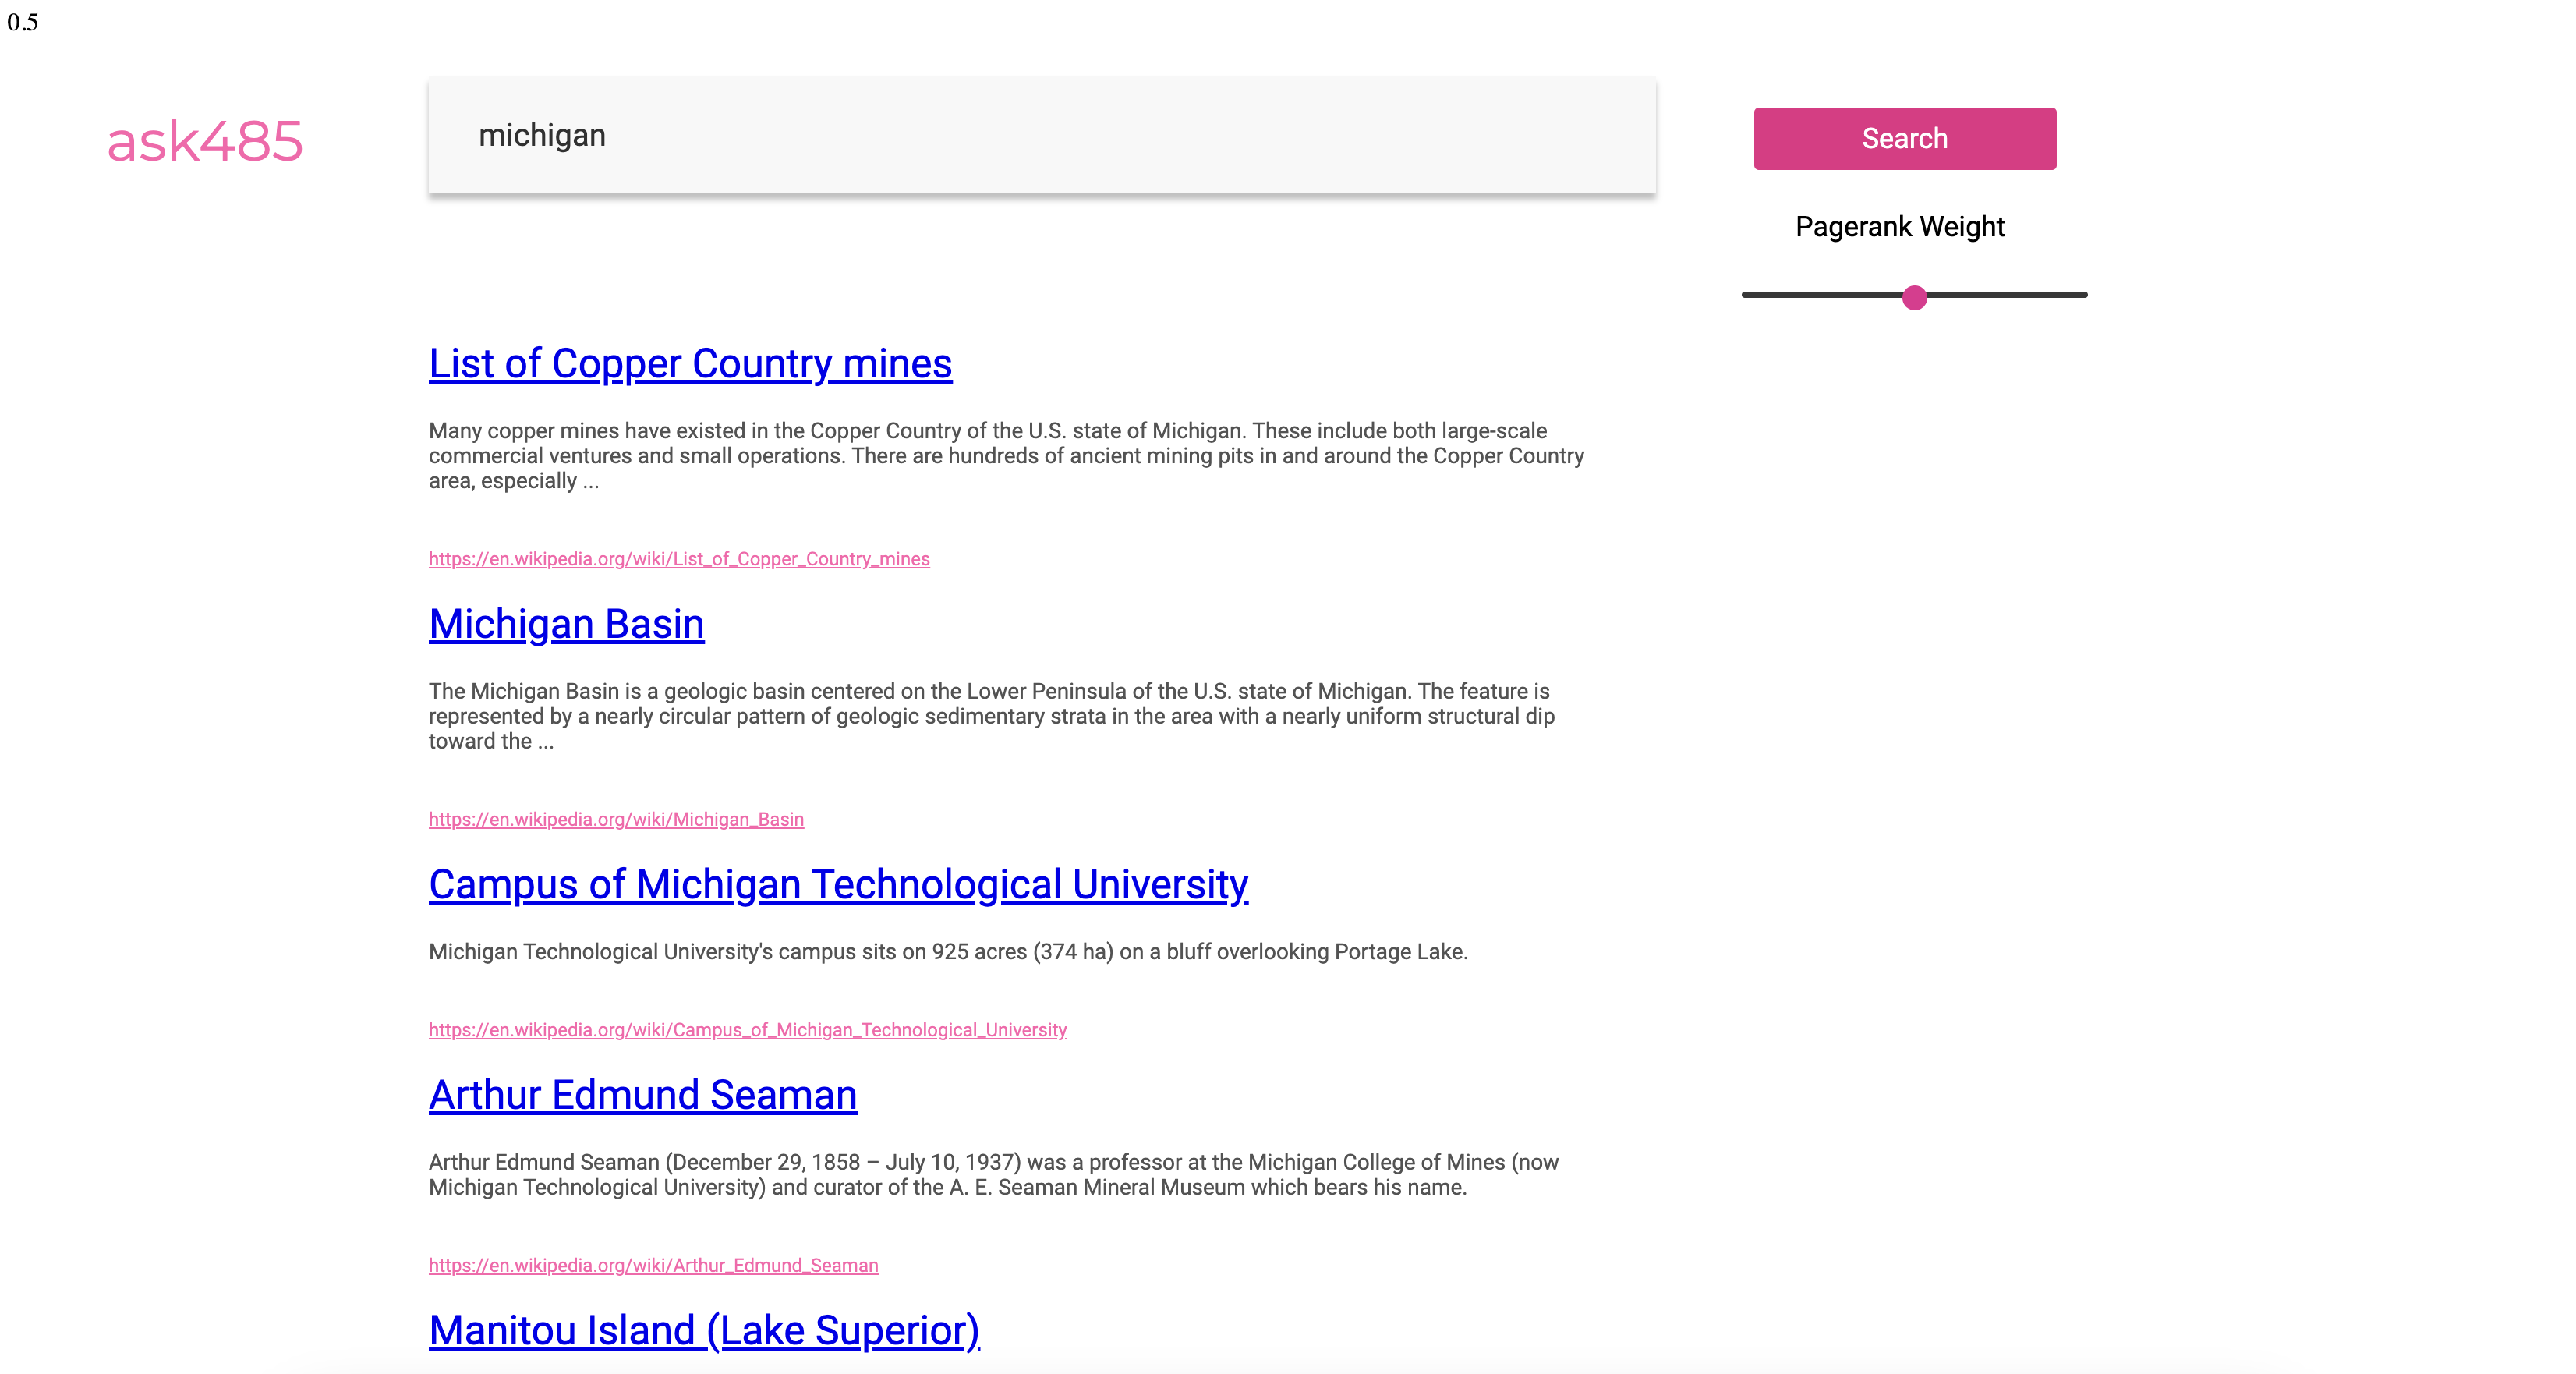 0.5
ask485
michigan
Search
Pagerank Weight
List of Copper Country mines
Many copper mines have existed in the Copper Country of the U.S. state of Michigan. These include both large-scale
commercial ventures and small operations. There are hundreds of ancient mining pits in and around the Copper Country
area, especially ...
https://en.wikipedia.org/wiki/List_of_Copper_Country_mines
Michigan Basin
The Michigan Basin is a geologic basin centered on the Lower Peninsula of the U.S. state of Michigan. The feature is
represented by a nearly circular pattern of geologic sedimentary strata in the area with a nearly uniform structural dip
toward the ...
https://en.wikipedia.org/wiki/Michigan_Basin
Campus of Michigan Technological University
Michigan Technological University's campus sits on 925 acres (374 ha) on a bluff overlooking Portage Lake.
https://en.wikipedia.org/wiki/Campus_of_Michigan_Technological_University
Arthur Edmund Seaman
Arthur Edmund Seaman (December 29, 1858 – July 10, 1937) was a professor at the Michigan College of Mines (now
Michigan Technological University) and curator of the A. E. Seaman Mineral Museum which bears his name.
https://en.wikipedia.org/wiki/Arthur_Edmund_Seaman
Manitou Island (Lake Superior)